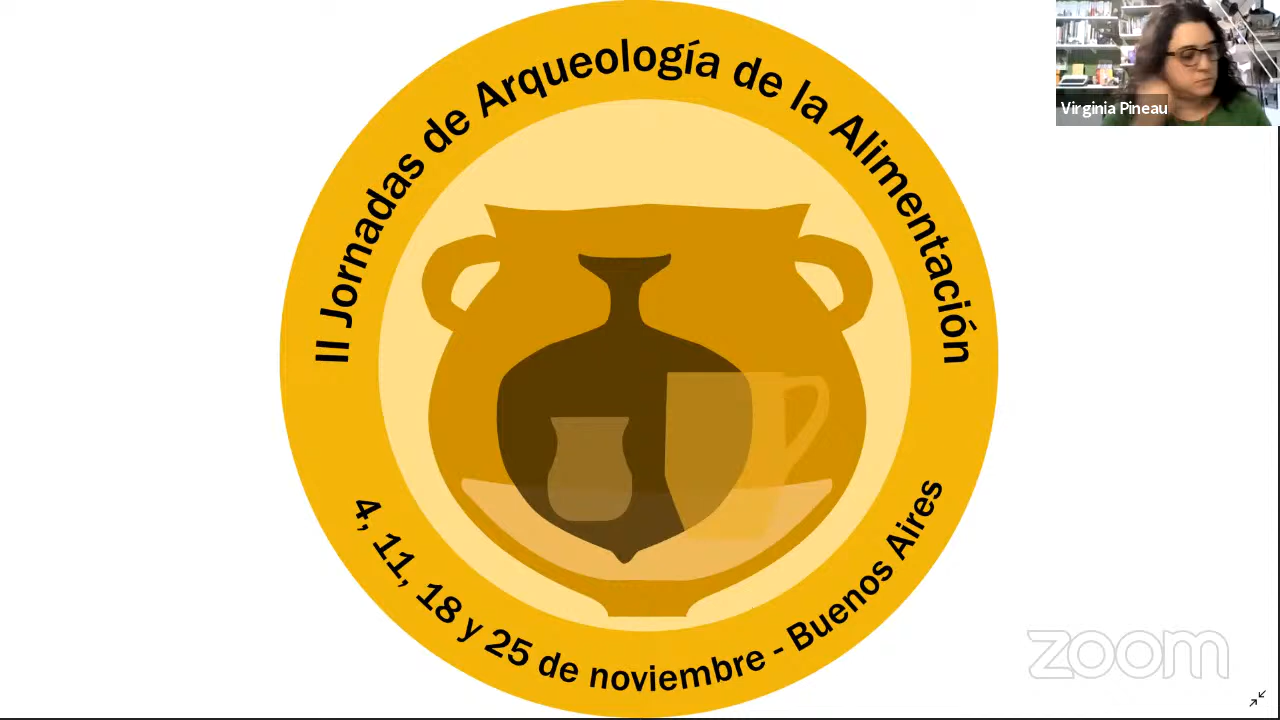 II Jornadas de Arqueología de la Alimentación
4, 11, 18 y 25 de noviembre - Buenos Aires
Virginia Pineau
zoom